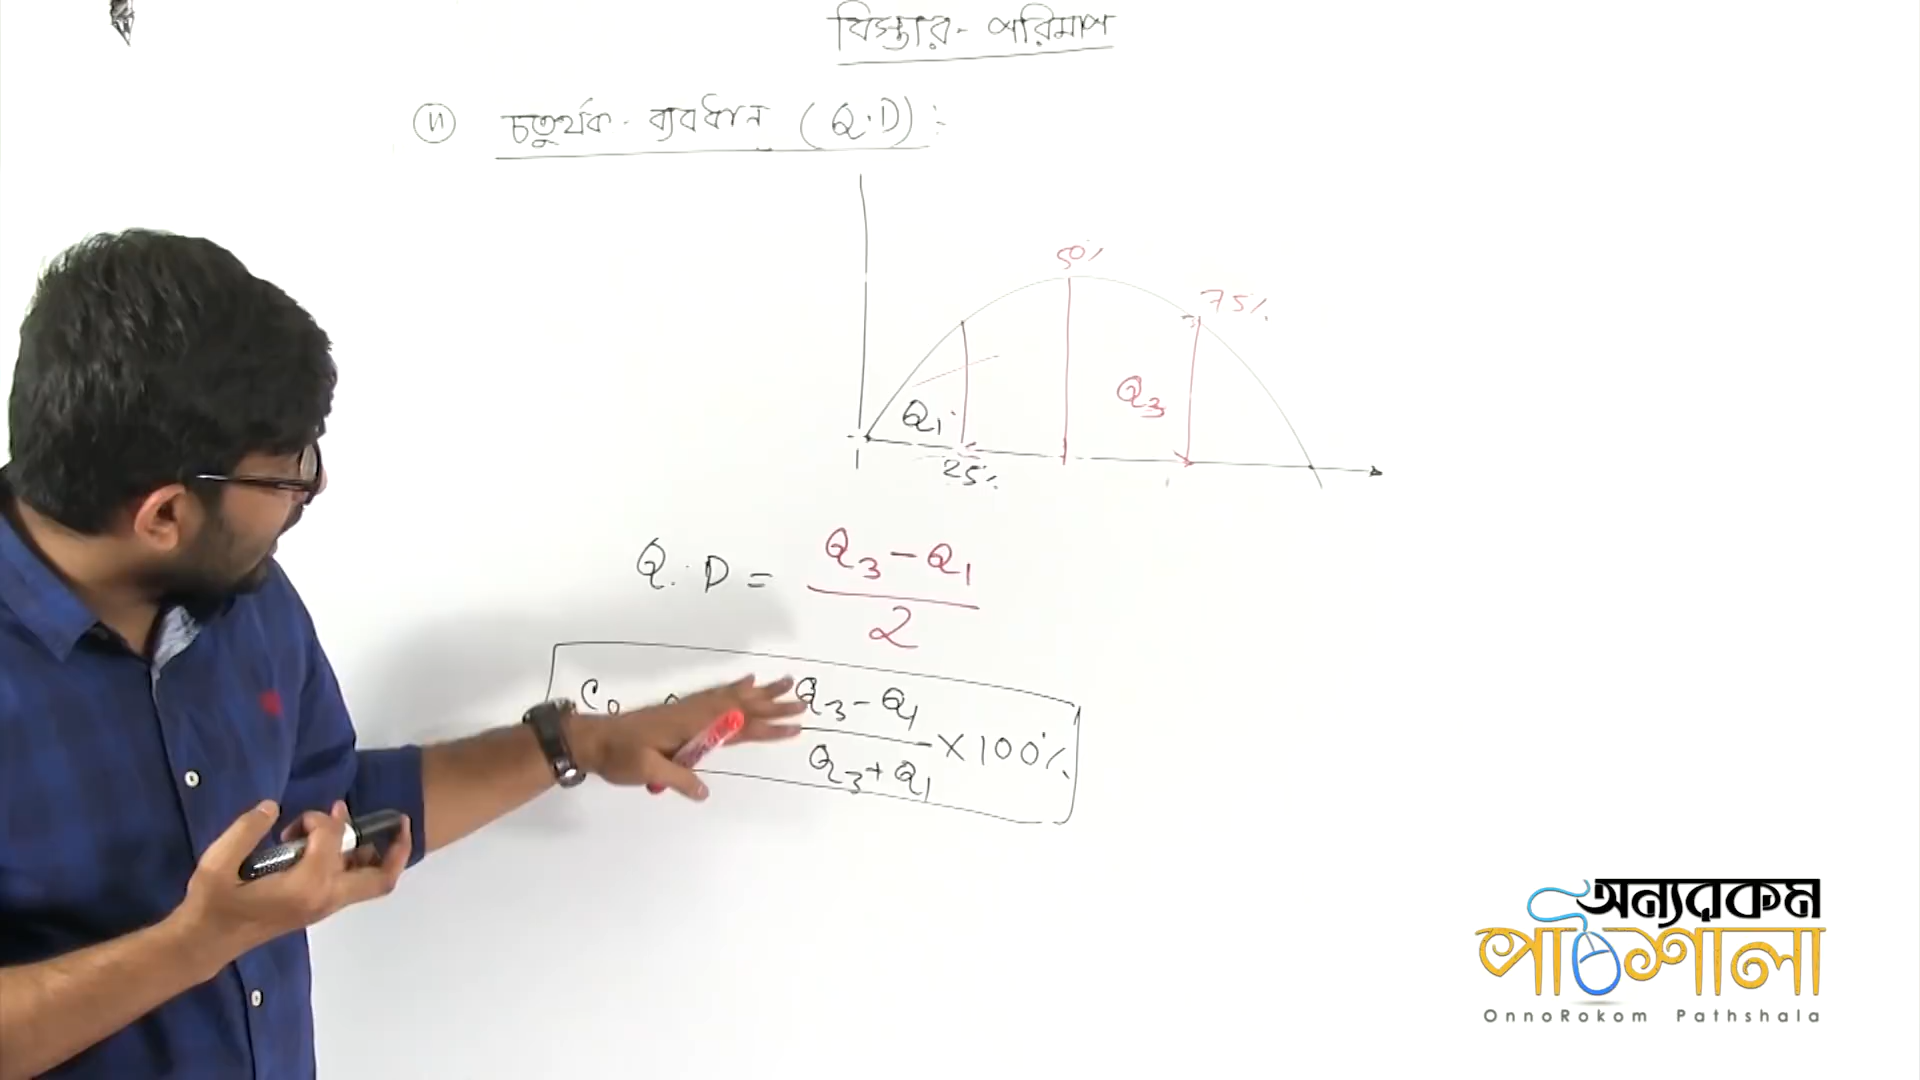 বিস্তার - পরিমাপ
(ii) চতুর্থক - ব্যবধান (Q.D) :
50%
75%
Q3
Q1
25%
Q. D = (Q3 - Q1) / 2
Co (Q3 - Q1) / (Q3 + Q1) × 100%
অন্যরকম
পাঠশালা
OnnoRokom Pathshala